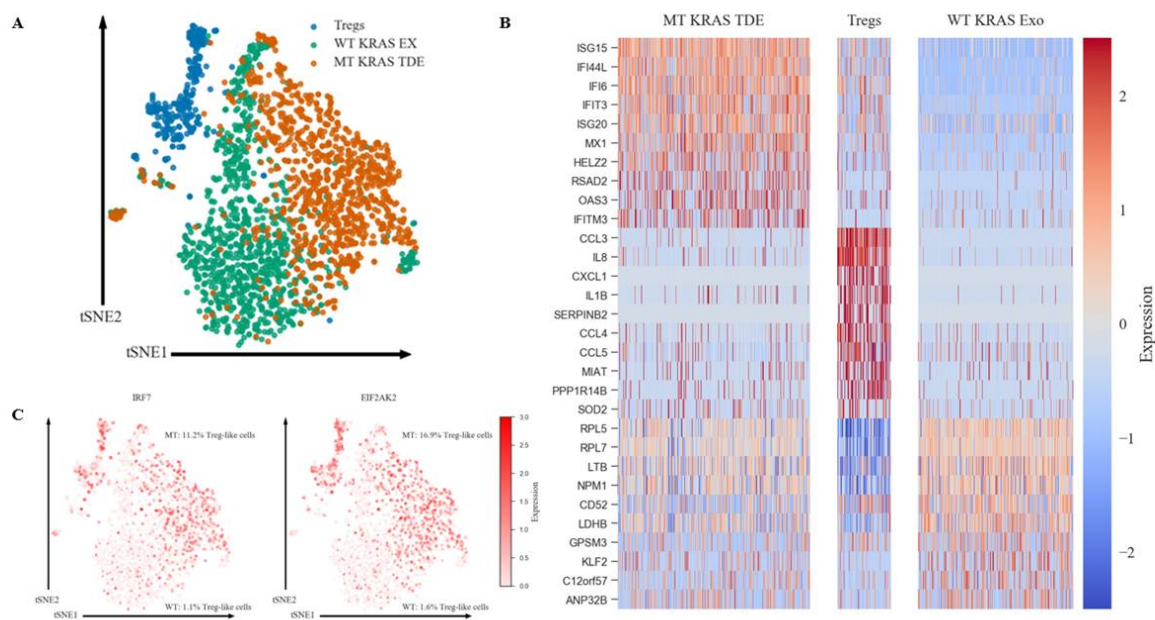 A
Tregs
WT KRAS EX
MT KRAS TDE
tSNE2
tSNE1
B
MT KRAS TDE Tregs WT KRAS Exo
ISG15
IFI44L
IFI6
IFIT3
ISG20
MX1
HELZ2
RSAD2
OAS3
IFITM3
CCL3
IL8
CXCL1
IL1B
SERPINB2
CCL4
CCL5
MIAT
PPP1R14B
SOD2
RPL5
RPL7
LTB
NPM1
CD52
LDHB
GPSM3
KLF2
C12orf57
ANP32B
2
1
0
−1
−2
Expression
C
IRF7
MT: 11.2% Treg-like cells
WT: 1.1% Treg-like cells
tSNE2
tSNE1
EIF2AK2
MT: 16.9% Treg-like cells
WT: 1.6% Treg-like cells
tSNE2
tSNE1
3.0
2.5
2.0
1.5
1.0
0.5
0.0
Expression